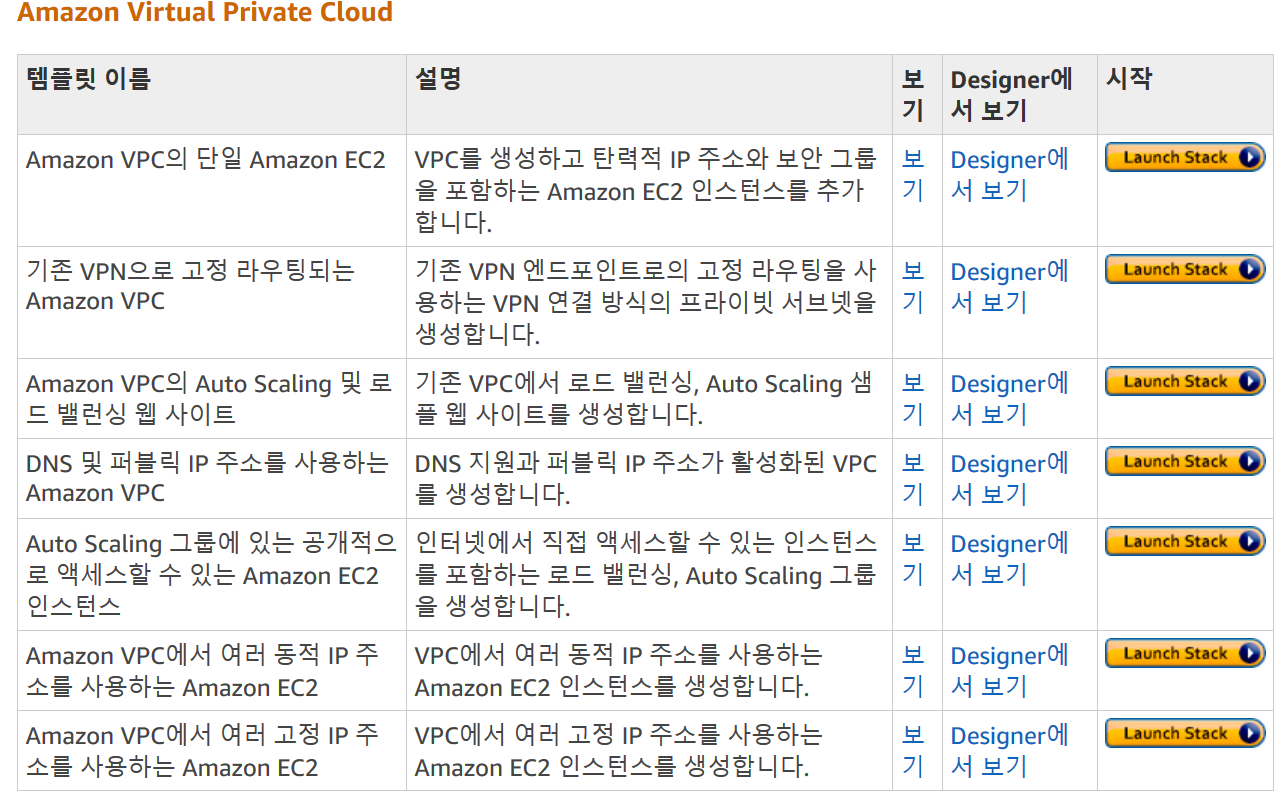 Amazon Virtual Private Cloud
템플릿 이름
설명
보
기
Designer에
서 보기
시작
Amazon VPC의 단일 Amazon EC2
VPC를 생성하고 탄력적 IP 주소와 보안 그룹
을 포함하는 Amazon EC2 인스턴스를 추가
합니다.
보
기
Designer에
서 보기
Launch Stack
기존 VPN으로 고정 라우팅되는
Amazon VPC
기존 VPN 엔드포인트로의 고정 라우팅을 사
용하는 VPN 연결 방식의 프라이빗 서브넷을
생성합니다.
보
기
Designer에
서 보기
Launch Stack
Amazon VPC의 Auto Scaling 및 로
드 밸런싱 웹 사이트
기존 VPC에서 로드 밸런싱, Auto Scaling 샘
플 웹 사이트를 생성합니다.
보
기
Designer에
서 보기
Launch Stack
DNS 및 퍼블릭 IP 주소를 사용하는
Amazon VPC
DNS 지원과 퍼블릭 IP 주소가 활성화된 VPC
를 생성합니다.
보
기
Designer에
서 보기
Launch Stack
Auto Scaling 그룹에 있는 공개적으
로 액세스할 수 있는 Amazon EC2
인스턴스
인터넷에서 직접 액세스할 수 있는 인스턴스
를 포함하는 로드 밸런싱, Auto Scaling 그룹
을 생성합니다.
보
기
Designer에
서 보기
Launch Stack
Amazon VPC에서 여러 동적 IP 주
소를 사용하는 Amazon EC2
VPC에서 여러 동적 IP 주소를 사용하는
Amazon EC2 인스턴스를 생성합니다.
보
기
Designer에
서 보기
Launch Stack
Amazon VPC에서 여러 고정 IP 주
소를 사용하는 Amazon EC2
VPC에서 여러 고정 IP 주소를 사용하는
Amazon EC2 인스턴스를 생성합니다.
보
기
Designer에
서 보기
Launch Stack